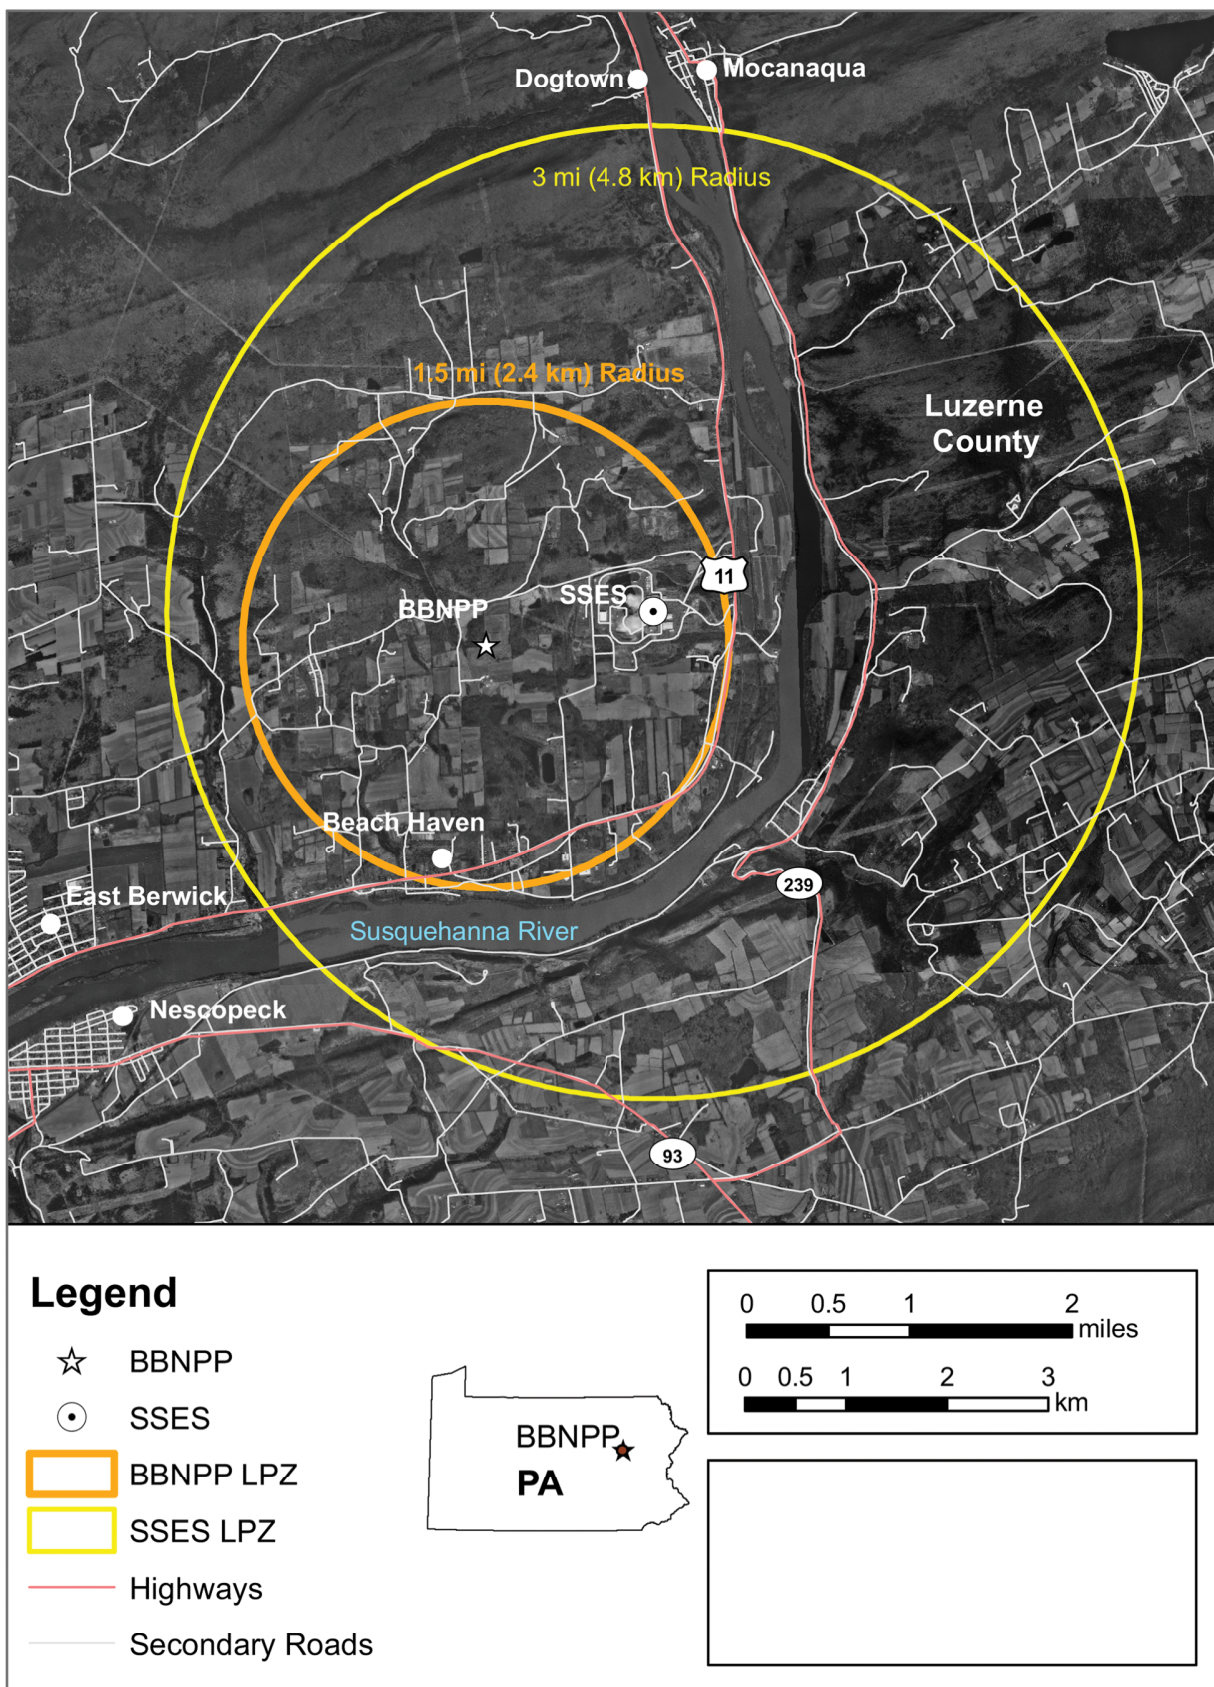 Dogtown
Mocanaqua
3 mi (4.8 km) Radius
1.5 mi (2.4 km) Radius
Luzerne
County
11
SSES
BBNPP
Beach Haven
239
East Berwick
Susquehanna River
Nescopeck
93
Legend
BBNPP
SSES
BBNPP LPZ
SSES LPZ
Highways
Secondary Roads
BBNPP
PA
0 0.5 1 2
miles
0 0.5 1 2 3
km